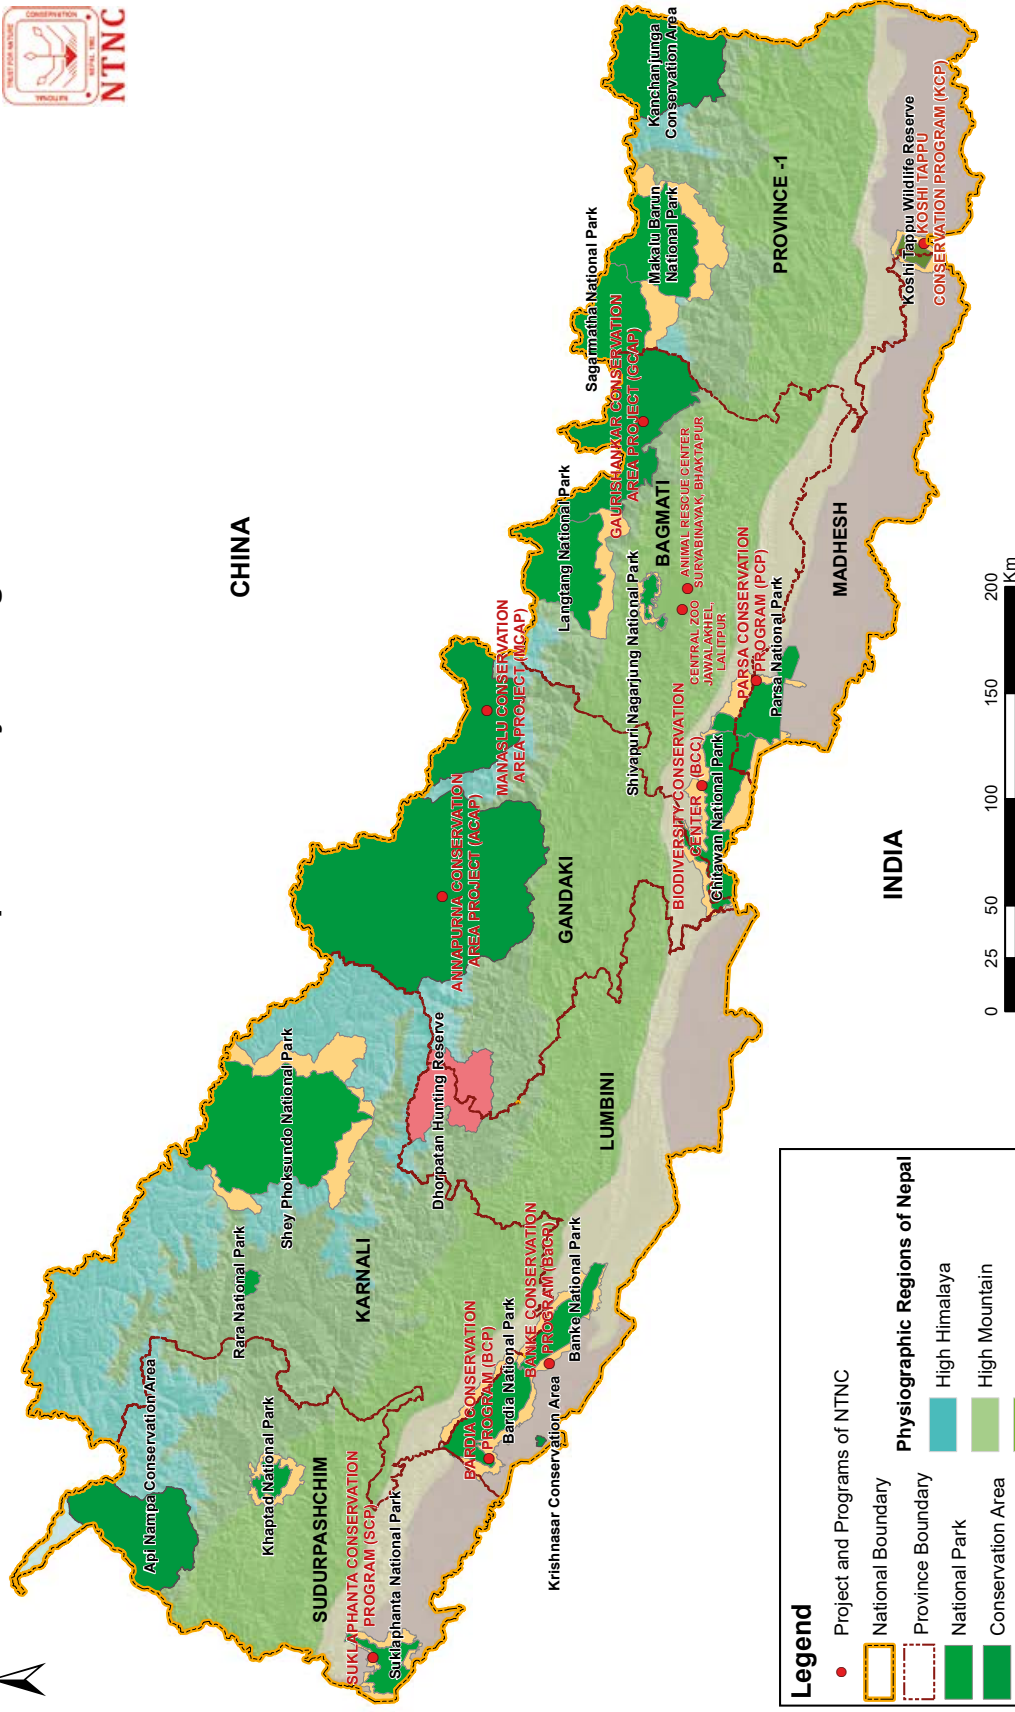 TRUST FOR NATURE
CONSERVATION
NATIONAL
NEPAL-1982
NTNC
CHINA
INDIA
Api Nampa Conservation Area
Khaptad National Park
Rara National Park
Shey Phoksundo National Park
SUDURPASHCHIM
KARNALI
SUKLAPHANTA CONSERVATION
PROGRAM (SCP)
Suklaphanta National Park
Dhorpatan Hunting Reserve
BARDIA CONSERVATION
PROGRAM (BCP)
Bardia National Park
BANKE CONSERVATION
PROGRAM (BaCP)
Banke National Park
Krishnasar Conservation Area
LUMBINI
ANNAPURNA CONSERVATION
AREA PROJECT (ACAP)
MANASLU CONSERVATION
AREA PROJECT (MCAP)
GANDAKI
Langtang National Park
Shivapuri Nagarjung National Park
BIODIVERSITY CONSERVATION
CENTER (BCC)
Chitawan National Park
CENTRAL ZOO
JAWALAKHEL,
LALITPUR
ANIMAL RESCUE CENTER
SURYABINAYAK, BHAKTAPUR
BAGMATI
PARSA CONSERVATION
PROGRAM (PCP)
Parsa National Park
MADHESH
GAURISHANKAR CONSERVATION
AREA PROJECT (GCAP)
Sagarmatha National Park
Makalu Barun
National Park
Kanchanjunga
Conservation Area
PROVINCE -1
Koshi Tappu Wildlife Reserve
KOSHI TAPPU
CONSERVATION PROGRAM (KCP)
0 25 50 100 150 200
Km
Legend
Project and Programs of NTNC
National Boundary
Province Boundary
National Park
Conservation Area
Physiographic Regions of Nepal
High Himalaya
High Mountain